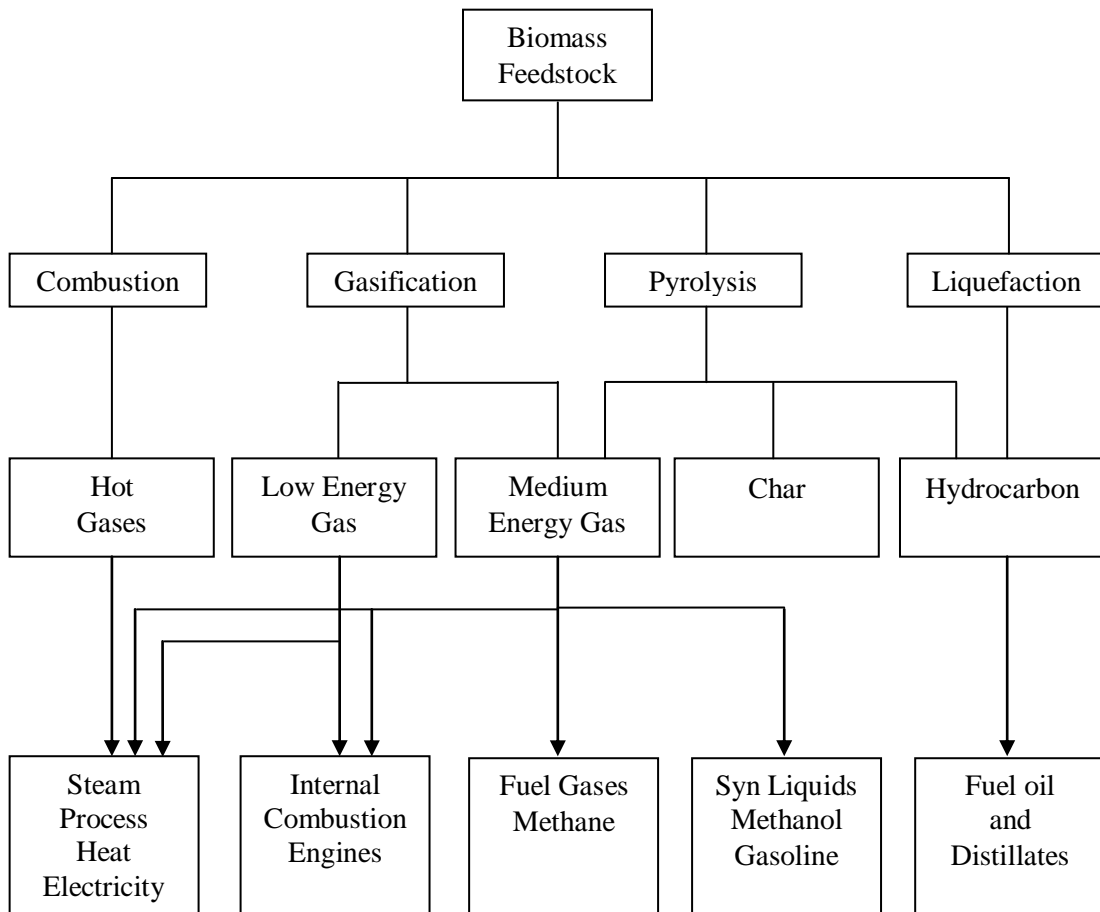 Biomass
Feedstock
Combustion
Gasification
Pyrolysis
Liquefaction
Hot
Gases
Low Energy
Gas
Medium
Energy Gas
Char
Hydrocarbon
Steam
Process
Heat
Electricity
Internal
Combustion
Engines
Fuel Gases
Methane
Syn Liquids
Methanol
Gasoline
Fuel oil
and
Distillates